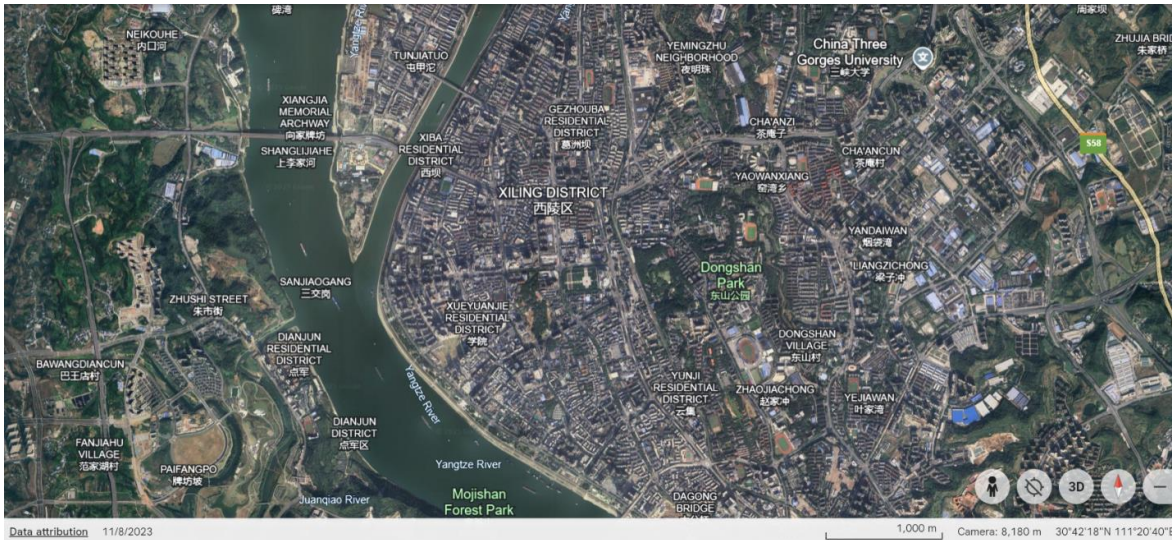 碑湾
周家坝
NEIKOUHE
内口河
TUNJIATUO
屯甲沱
YEMINGZHU
NEIGHBORHOOD
夜明珠
China Three
Gorges University
三峡大学
ZHUJIA BRID
朱家桥
XIANGJIA
MEMORIAL
ARCHWAY
向家牌坊
GEZHOUBA
RESIDENTIAL
DISTRICT
葛洲坝
CHA'ANZI
茶庵子
S58
SHANGLIJIAHE
上李家河
XIBA
RESIDENTIAL
DISTRICT
西坝
CHA'ANCUN
茶庵村
YAOWANXIANG
窑湾乡
XILING DISTRICT
西陵区
YANDAIWAN
烟袋湾
LIANGZICHONG
梁子冲
Dongshan
Park
东山公园
SANJIAOGANG
三交岗
ZHUSHI STREET
朱市街
XUEYUANJIE
RESIDENTIAL
DISTRICT
学院
DIANJUN
RESIDENTIAL
DISTRICT
点军
DONGSHAN
VILLAGE
东山村
BAWANGDIANCUN
巴王店村
Yangtze River
YUNJI
RESIDENTIAL
DISTRICT
云集
ZHAOJIACHONG
赵家冲
YEJIAWAN
叶家湾
DIANJUN
DISTRICT
点军区
FANJIAHU
VILLAGE
范家湖村
PAIFANGPO
牌坊坡
Yangtze River
Juanqiao River
Mojishan
Forest Park
DAGONG
BRIDGE
3D
Data attribution 11/8/2023
1,000 m
Camera: 8,180 m 30°42'18"N 111°20'40"E